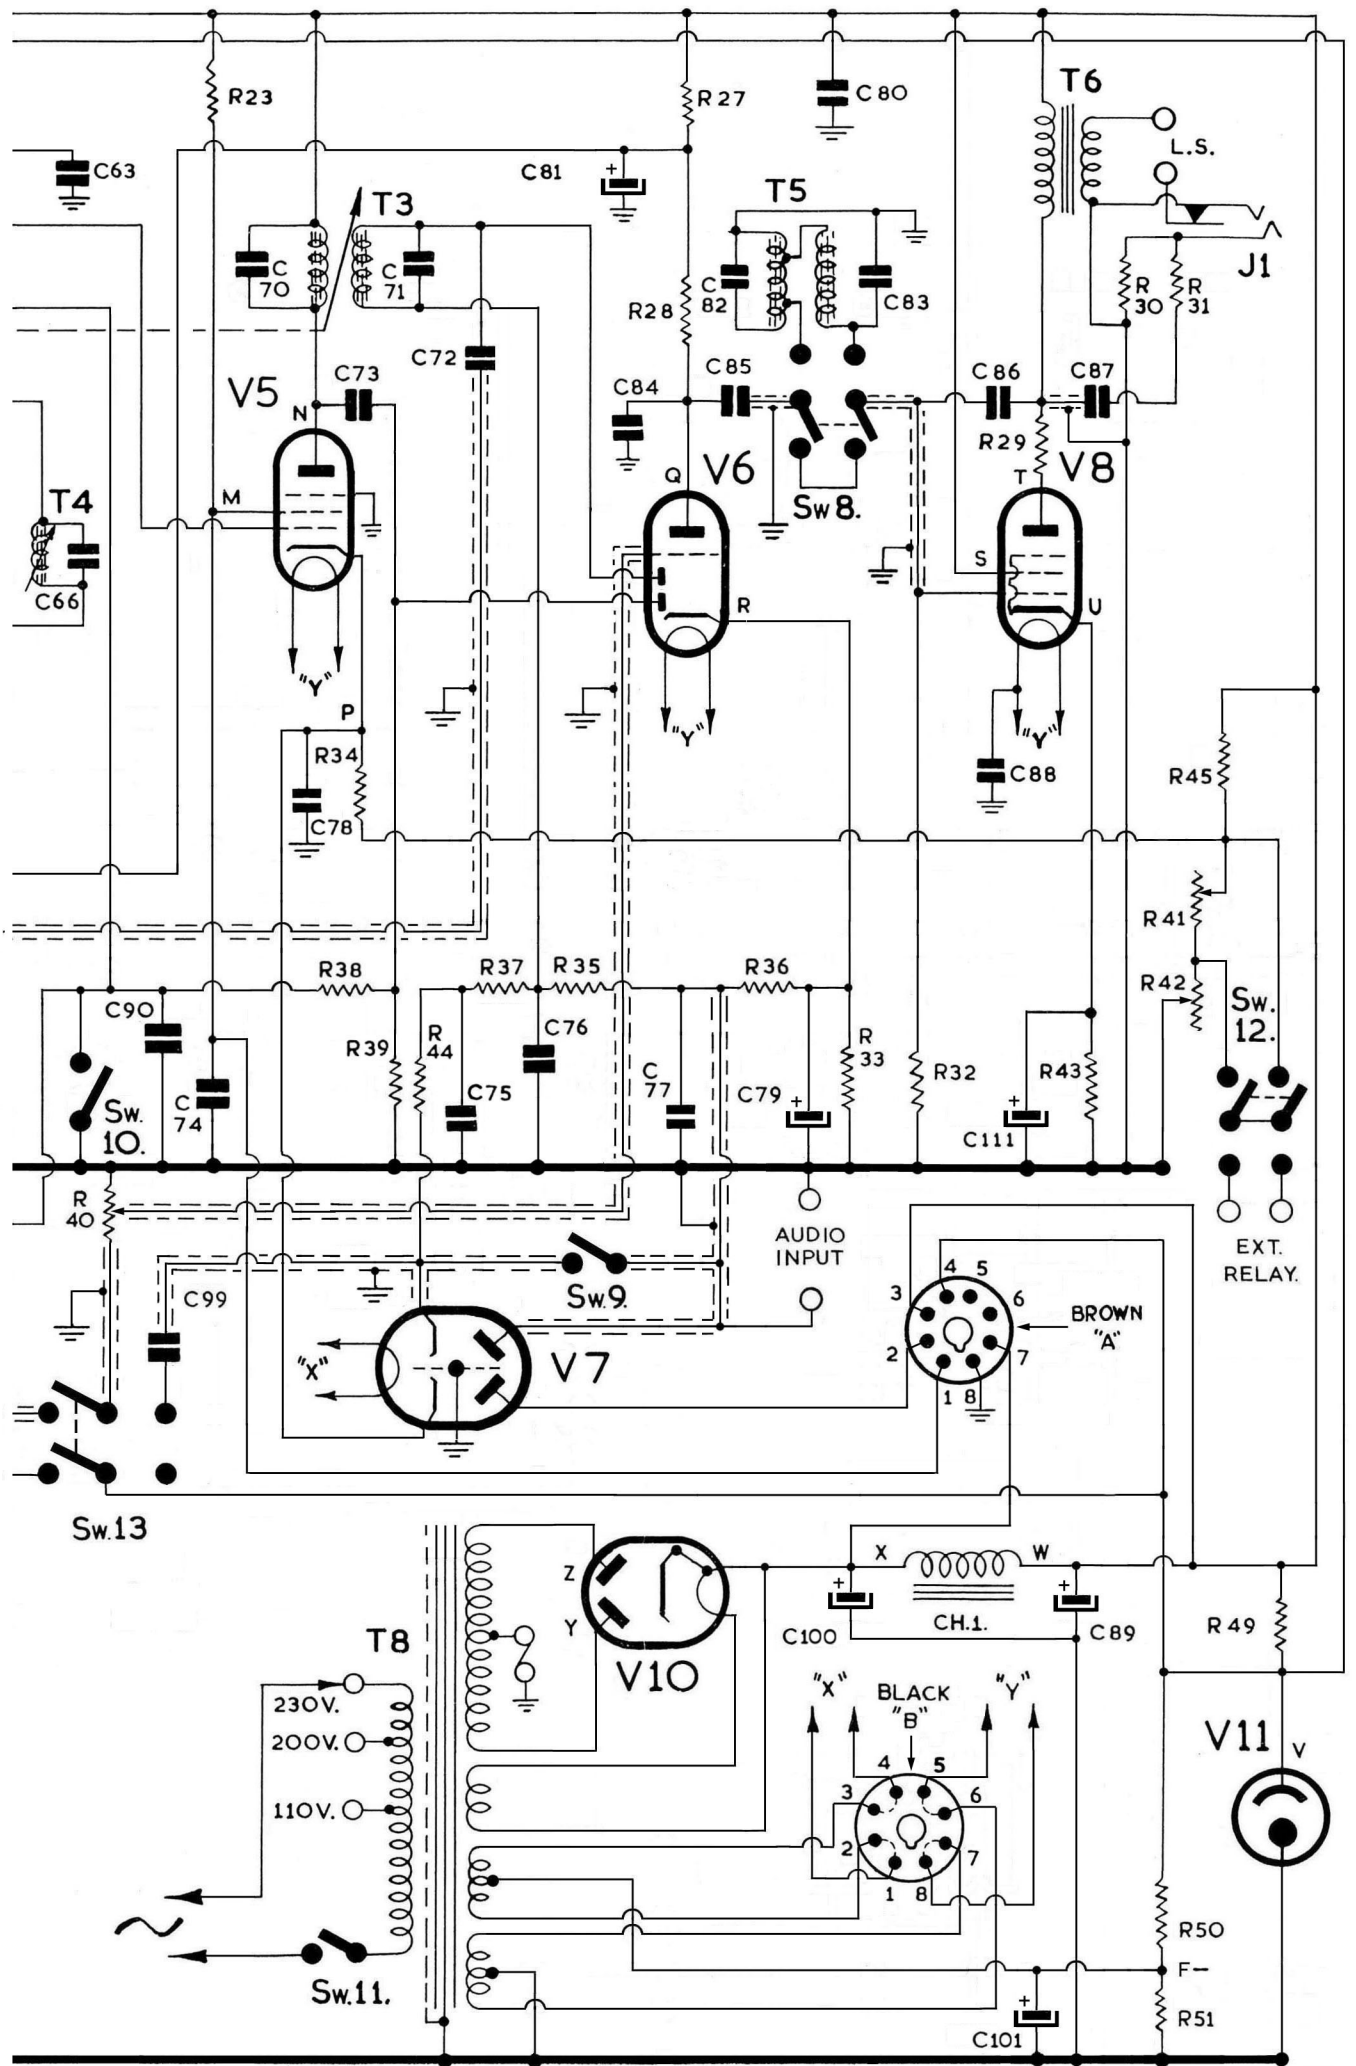 T6
R23
R27
C80
L.S.
C63
C81
T3
T5
C
70
C
71
C
82
C83
R
30
R
31
J1
R28
C72
C73
C84
C85
C86
C87
V5
N
R29
V6
V8
Q
T
M
Sw 8.
T4
S
C66
R
U
"Y"
"Y"
"Y"
P
R34
C78
C88
R45
R41
R38
R37
R35
R36
R42
Sw.
12.
C90
C76
R39
R
44
R
33
C75
C
77
C79
R32
R43
C
74
Sw.
10.
C111
R
40
AUDIO
INPUT
EXT.
RELAY.
C99
Sw.9.
4
5
3
6
BROWN
"A"
2
7
1
8
"X"
V7
Sw.13
X
W
Z
Y
C100
CH.1.
C89
R49
T8
V10
230V.
"X"
BLACK
"B"
"Y"
200V.
V11
V
4
5
3
6
110V.
2
7
1
8
R50
F-
Sw.11.
R51
C101